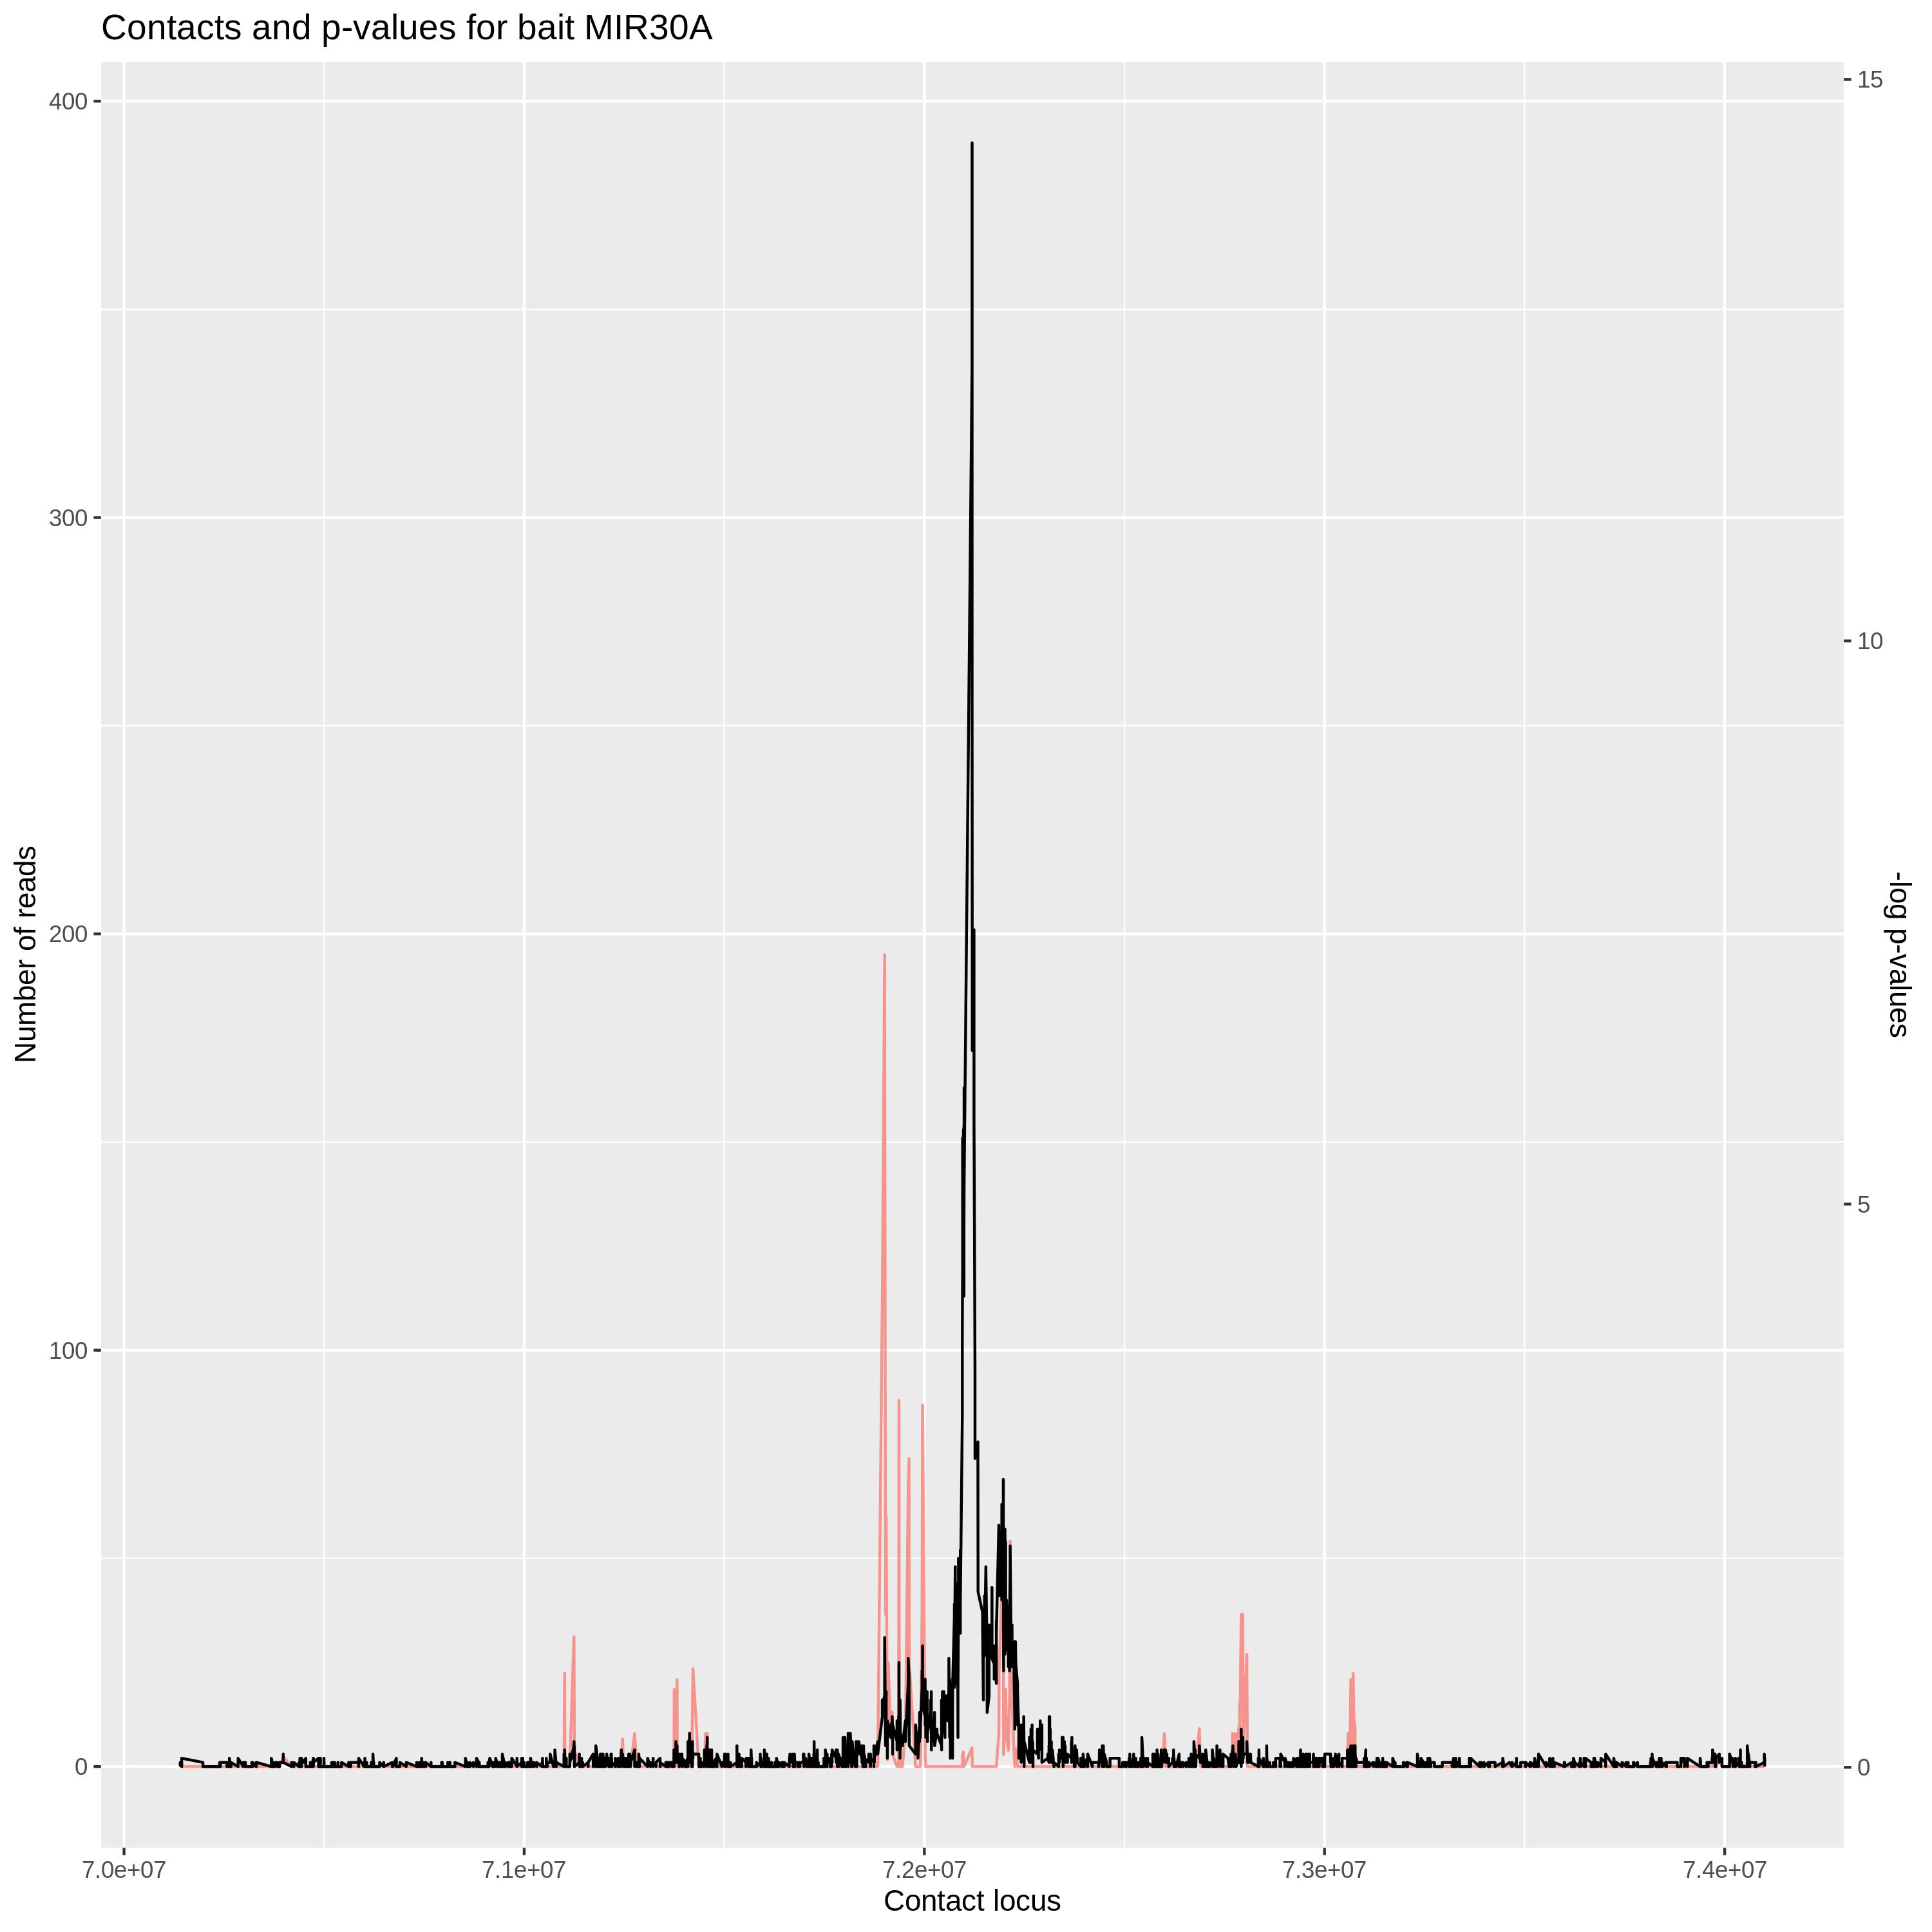 Contacts and p-values for bait MIR30A
400
300
200
100
0
Number of reads
15
10
5
0
-log p-values
7.0e+07
7.1e+07
7.2e+07
7.3e+07
7.4e+07
Contact locus